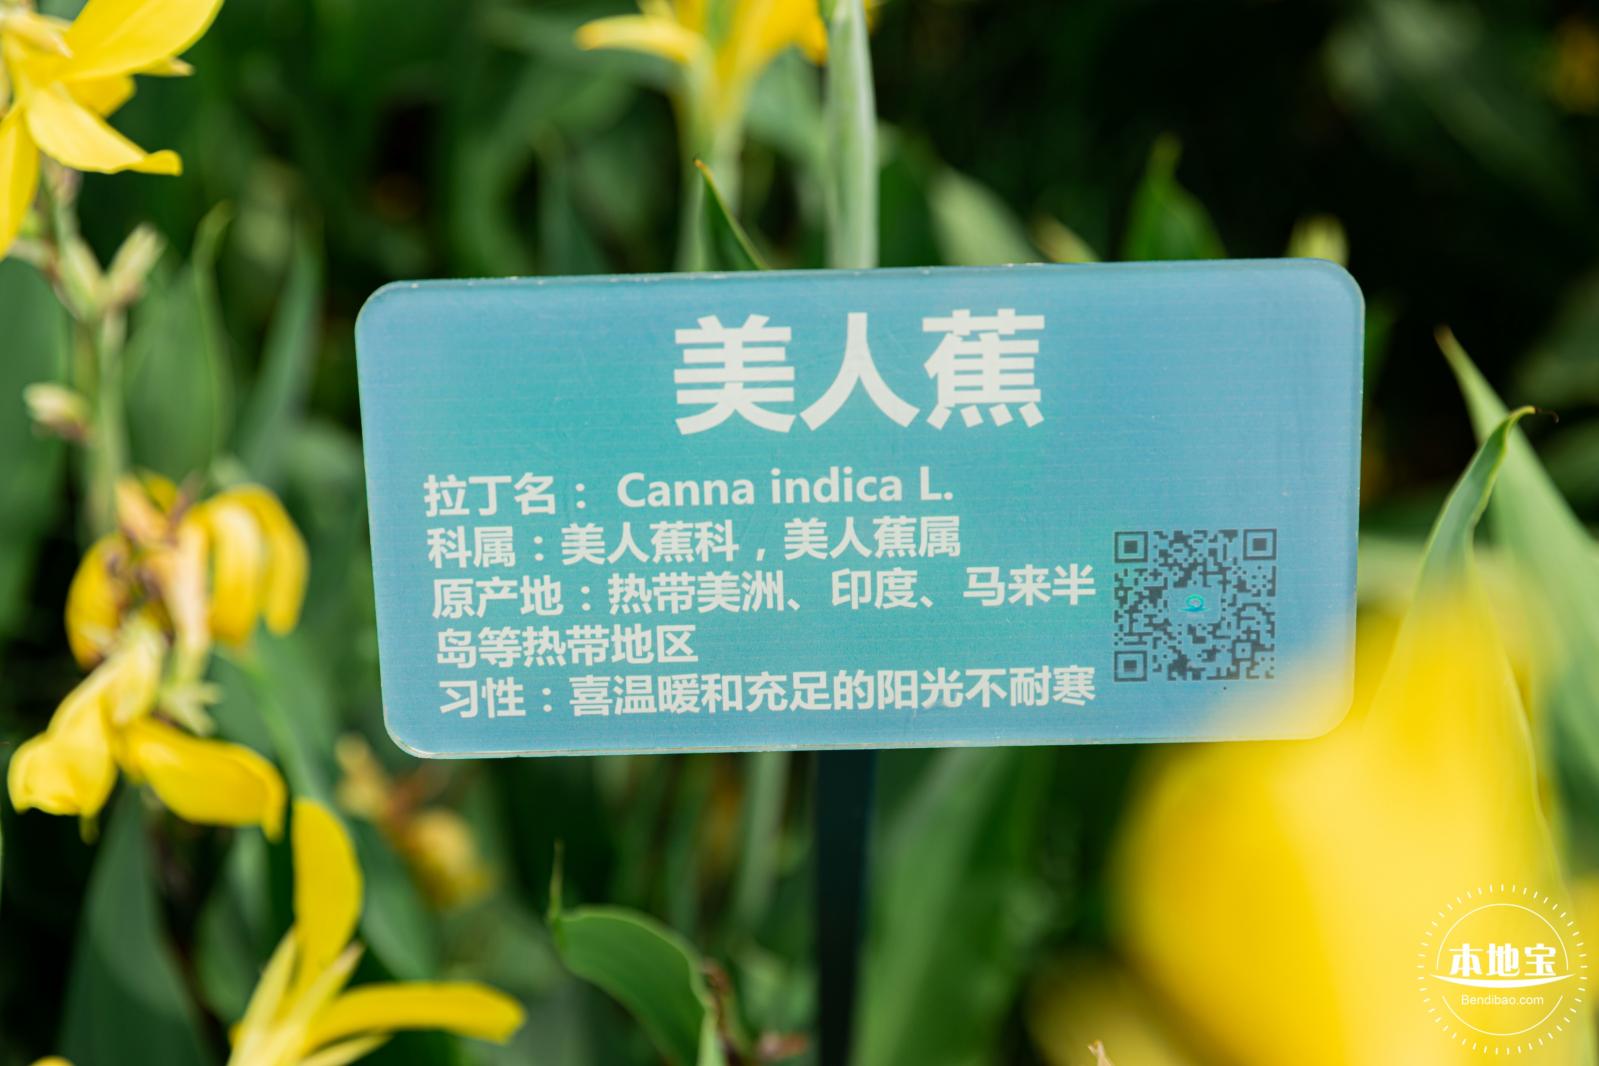 美人蕉
拉丁名： Canna indica L.
科属：美人蕉科，美人蕉属
原产地：热带美洲、印度、马来半
岛等热带地区
习性：喜温暖和充足的阳光不耐寒
本地宝
Bendibao.com